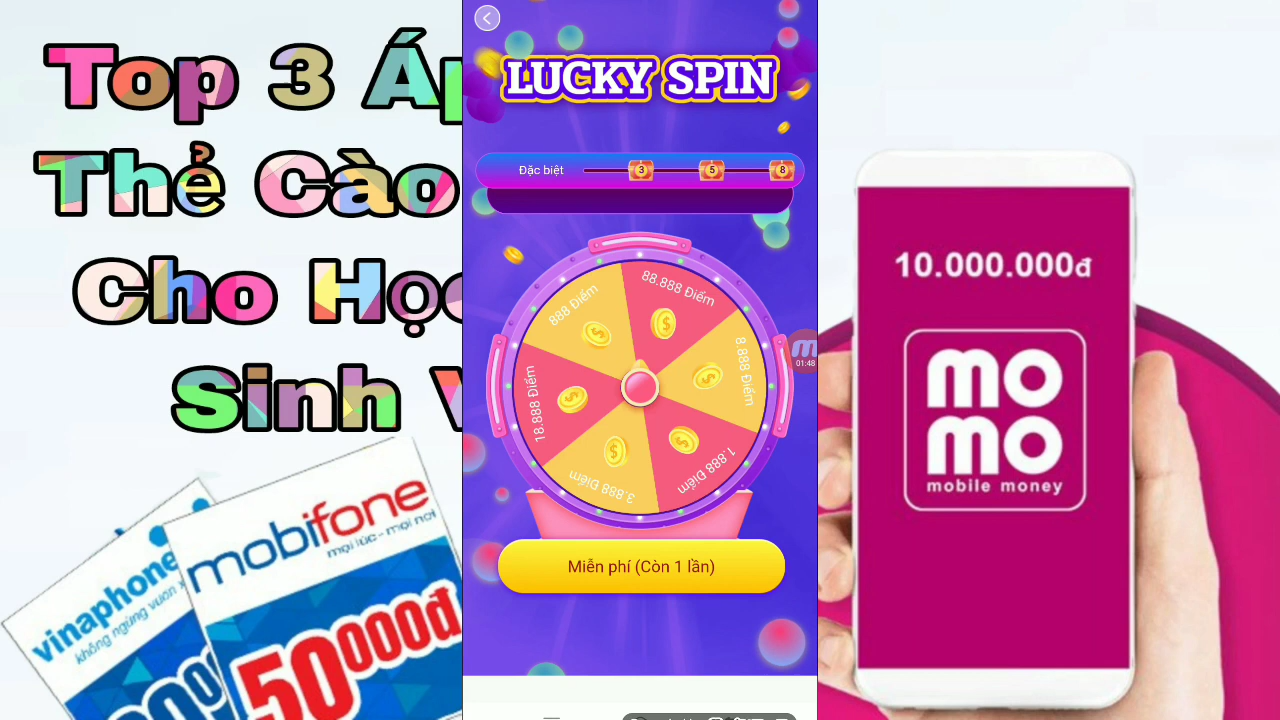 Top 3 Áp
Thẻ Cào
Cho Học
Sinh V
vinaphone
không ngừng vươn x
mobifone
mọi lúc - mọi nơi
50000đ
LUCKY SPIN
Đặc biệt
3
5
8
88.888 Điểm
8.888 Điểm
1.888 Điểm
3.888 Điểm
18.888 Điểm
888 Điểm
01:48
Miễn phí (Còn 1 lần)
10.000.000đ
mo
mo
mobile money